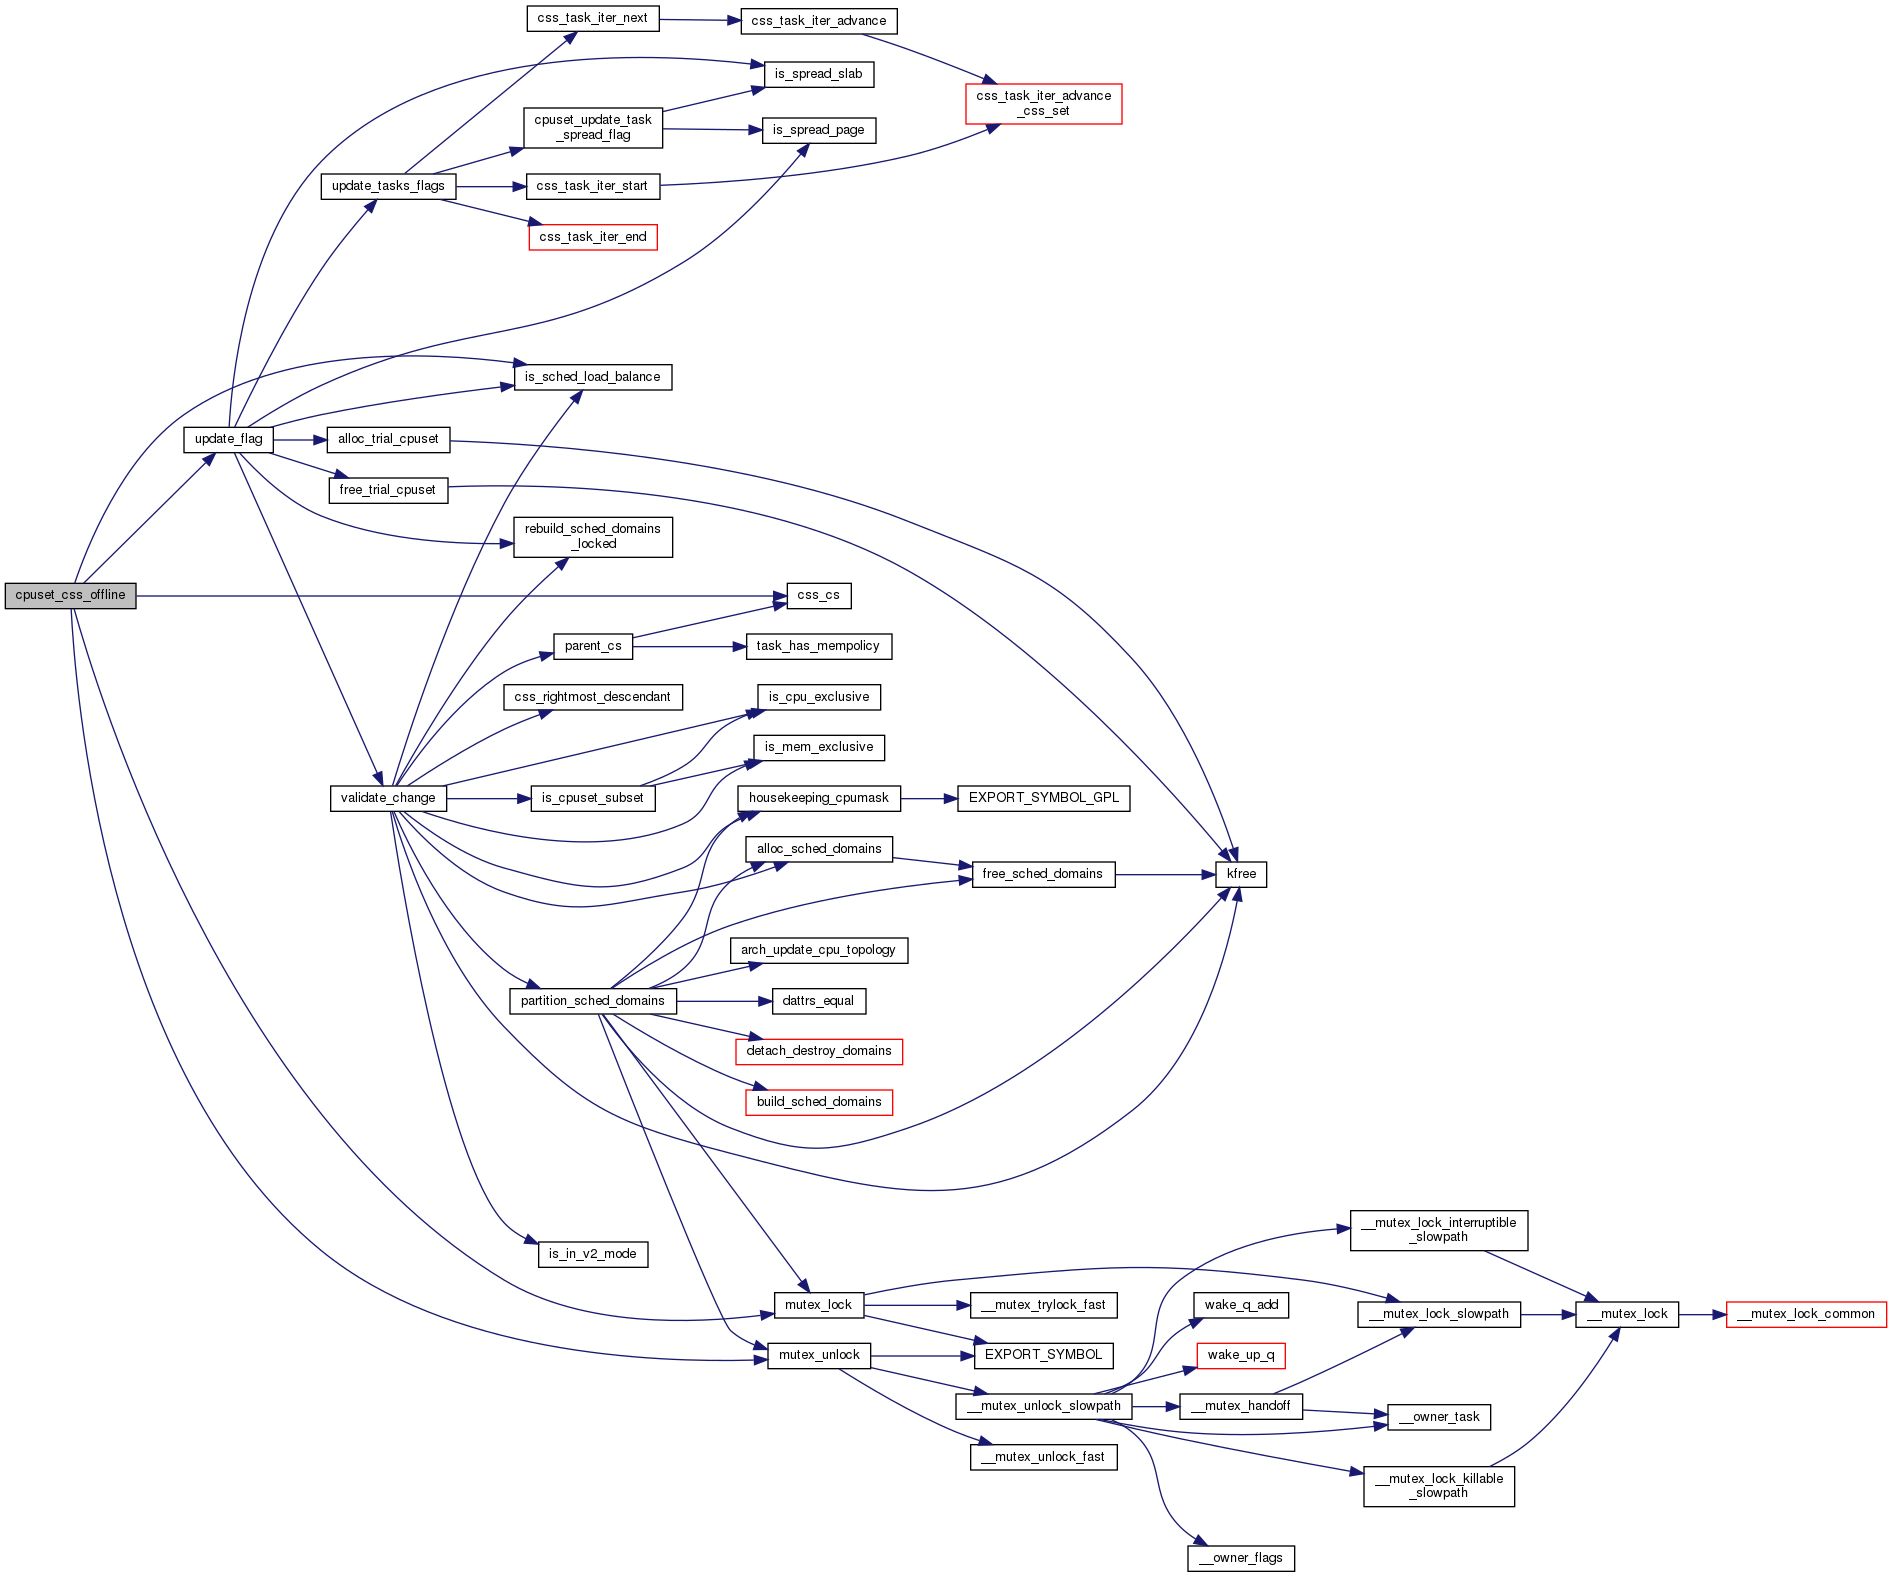 css_task_iter_next
css_task_iter_advance
is_spread_slab
css_task_iter_advance
_css_set
cpuset_update_task
_spread_flag
is_spread_page
update_tasks_flags
css_task_iter_start
css_task_iter_end
is_sched_load_balance
update_flag
alloc_trial_cpuset
free_trial_cpuset
rebuild_sched_domains
_locked
cpuset_css_offline
css_cs
parent_cs
task_has_mempolicy
css_rightmost_descendant
is_cpu_exclusive
is_mem_exclusive
validate_change
is_cpuset_subset
housekeeping_cpumask
EXPORT_SYMBOL_GPL
alloc_sched_domains
free_sched_domains
kfree
arch_update_cpu_topology
partition_sched_domains
dattrs_equal
detach_destroy_domains
build_sched_domains
is_in_v2_mode
__mutex_lock_interruptible
_slowpath
mutex_lock
__mutex_trylock_fast
wake_q_add
__mutex_lock_slowpath
__mutex_lock
__mutex_lock_common
mutex_unlock
EXPORT_SYMBOL
wake_up_q
__mutex_unlock_slowpath
__mutex_handoff
__owner_task
__mutex_unlock_fast
__mutex_lock_killable
_slowpath
__owner_flags